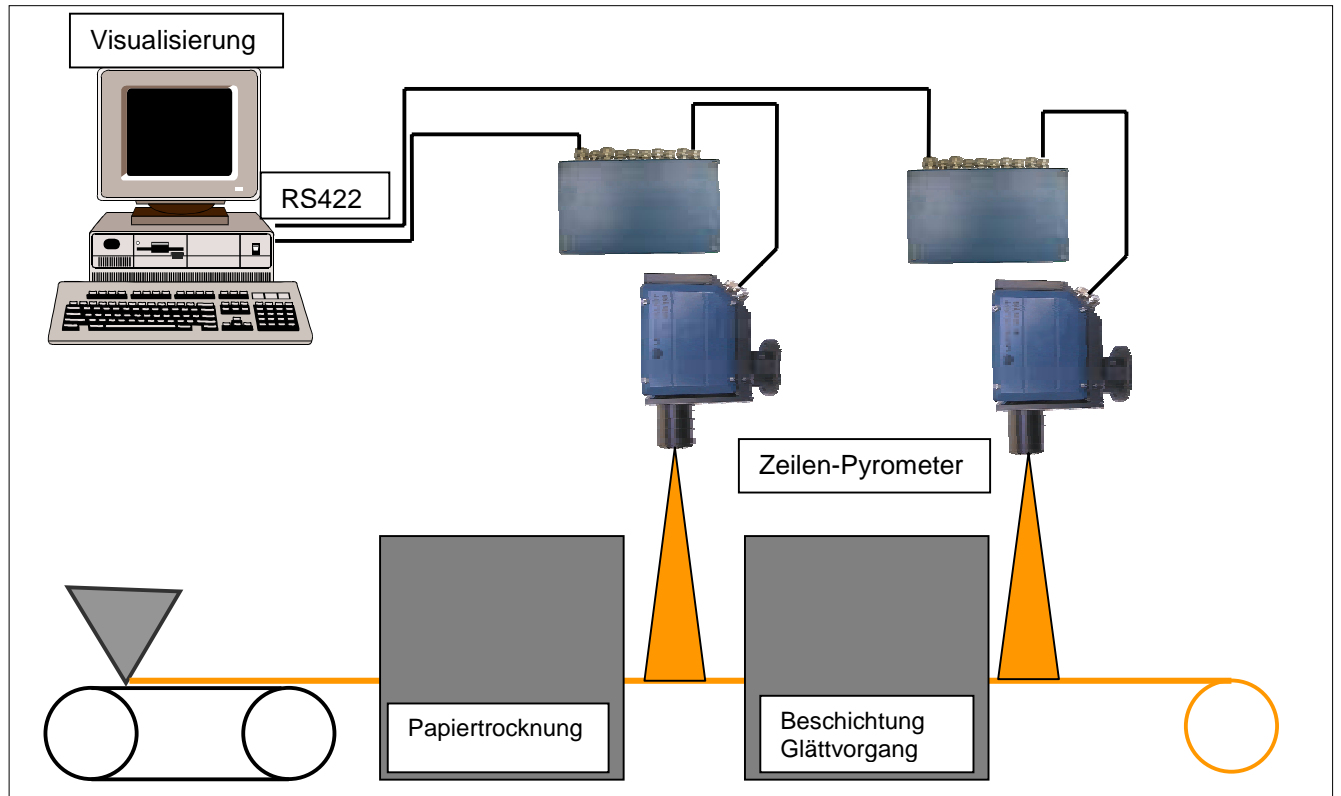 Visualisierung
RS422
Zeilen-Pyrometer
Papiertrocknung
Beschichtung
Glättvorgang